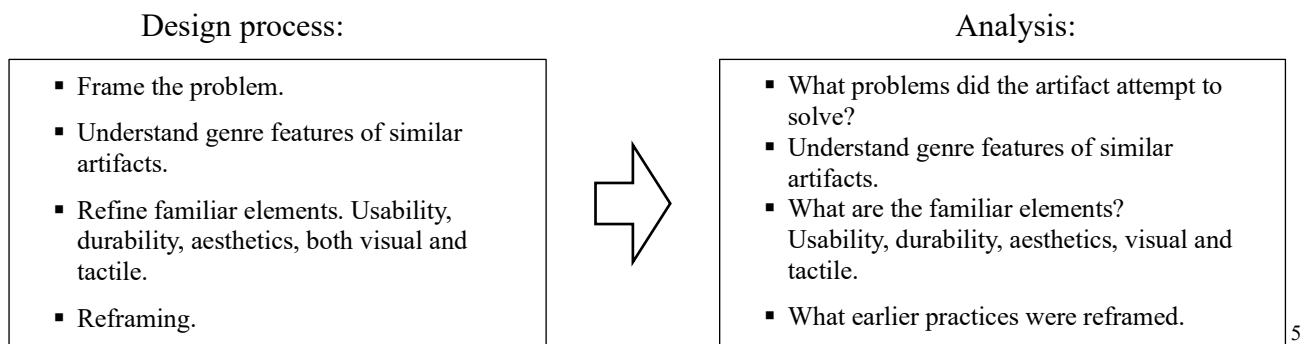 Design process:
▪ Frame the problem.
▪ Understand genre features of similar
artifacts.
▪ Refine familiar elements. Usability,
durability, aesthetics, both visual and
tactile.
▪ Reframing.
Analysis:
▪ What problems did the artifact attempt to
solve?
▪ Understand genre features of similar
artifacts.
▪ What are the familiar elements?
Usability, durability, aesthetics, visual and
tactile.
▪ What earlier practices were reframed.
5